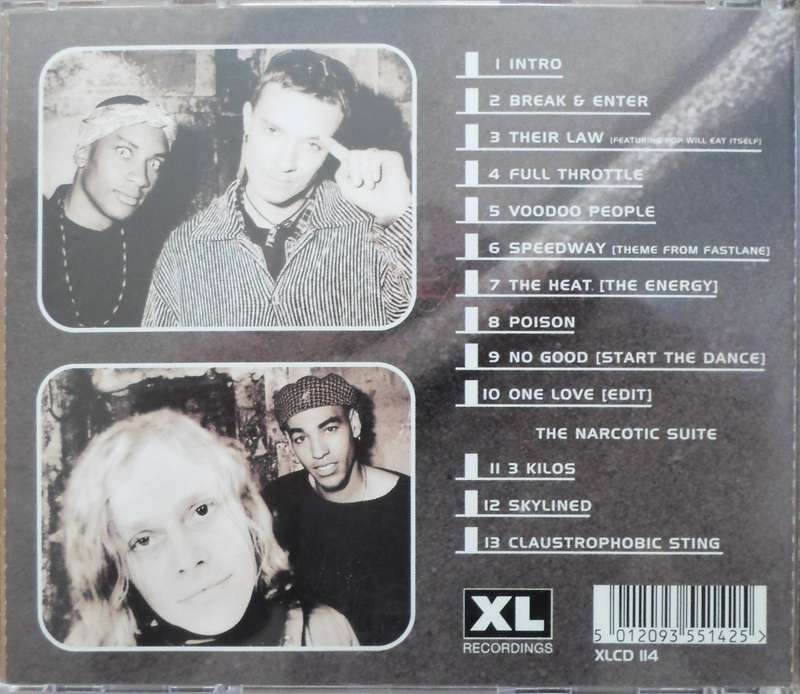 1 INTRO
2 BREAK & ENTER
3 THEIR LAW [FEATURING POP WILL EAT ITSELF]
4 FULL THROTTLE
5 VOODOO PEOPLE
6 SPEEDWAY [THEME FROM FASTLANE]
7 THE HEAT [THE ENERGY]
8 POISON
9 NO GOOD [START THE DANCE]
10 ONE LOVE [EDIT]
THE NARCOTIC SUITE
11 3 KILOS
12 SKYLINED
13 CLAUSTROPHOBIC STING
XL
RECORDINGS
5 012093 551425 >
XLCD 114